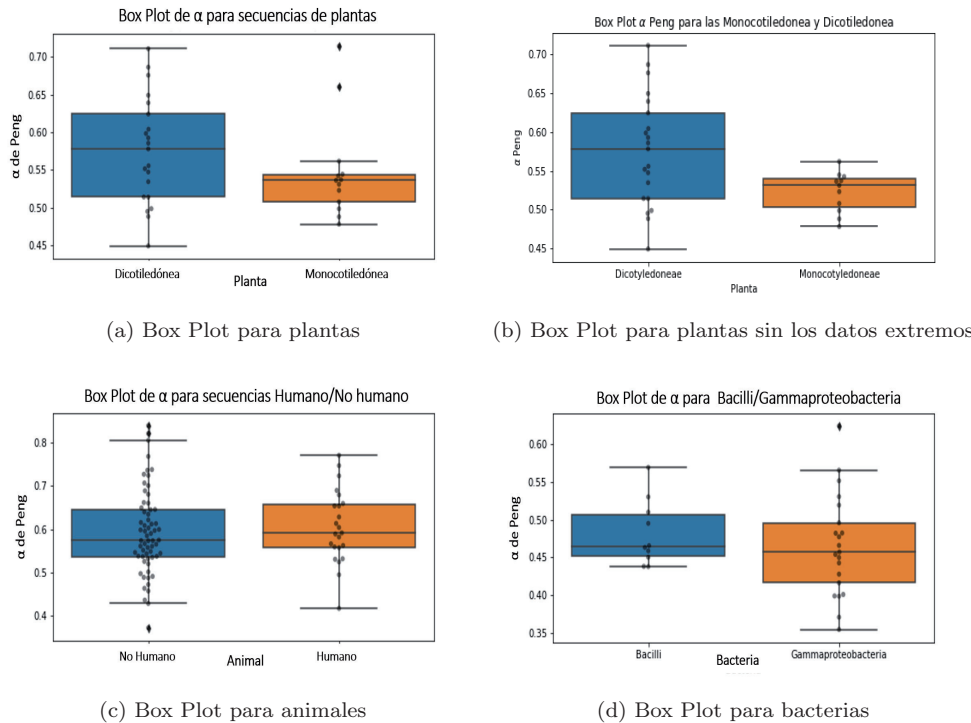 Box Plot de α para secuencias de plantas
α de Peng
0.70
0.65
0.60
0.55
0.50
0.45
Dicotiledónea
Monocotiledónea
Planta
(a) Box Plot para plantas
Box Plot α Peng para las Monocotiledonea y Dicotiledonea
α Peng
0.70
0.65
0.60
0.55
0.50
0.45
Dicotyledoneae
Monocotyledoneae
Planta
(b) Box Plot para plantas sin los datos extremos
Box Plot de α para secuencias Humano/No humano
α de Peng
0.8
0.7
0.6
0.5
0.4
No Humano
Humano
Animal
(c) Box Plot para animales
Box Plot de α para Bacilli/Gammaproteobacteria
α de Peng
0.60
0.55
0.50
0.45
0.40
0.35
Bacilli
Gammaproteobacteria
Bacteria
(d) Box Plot para bacterias